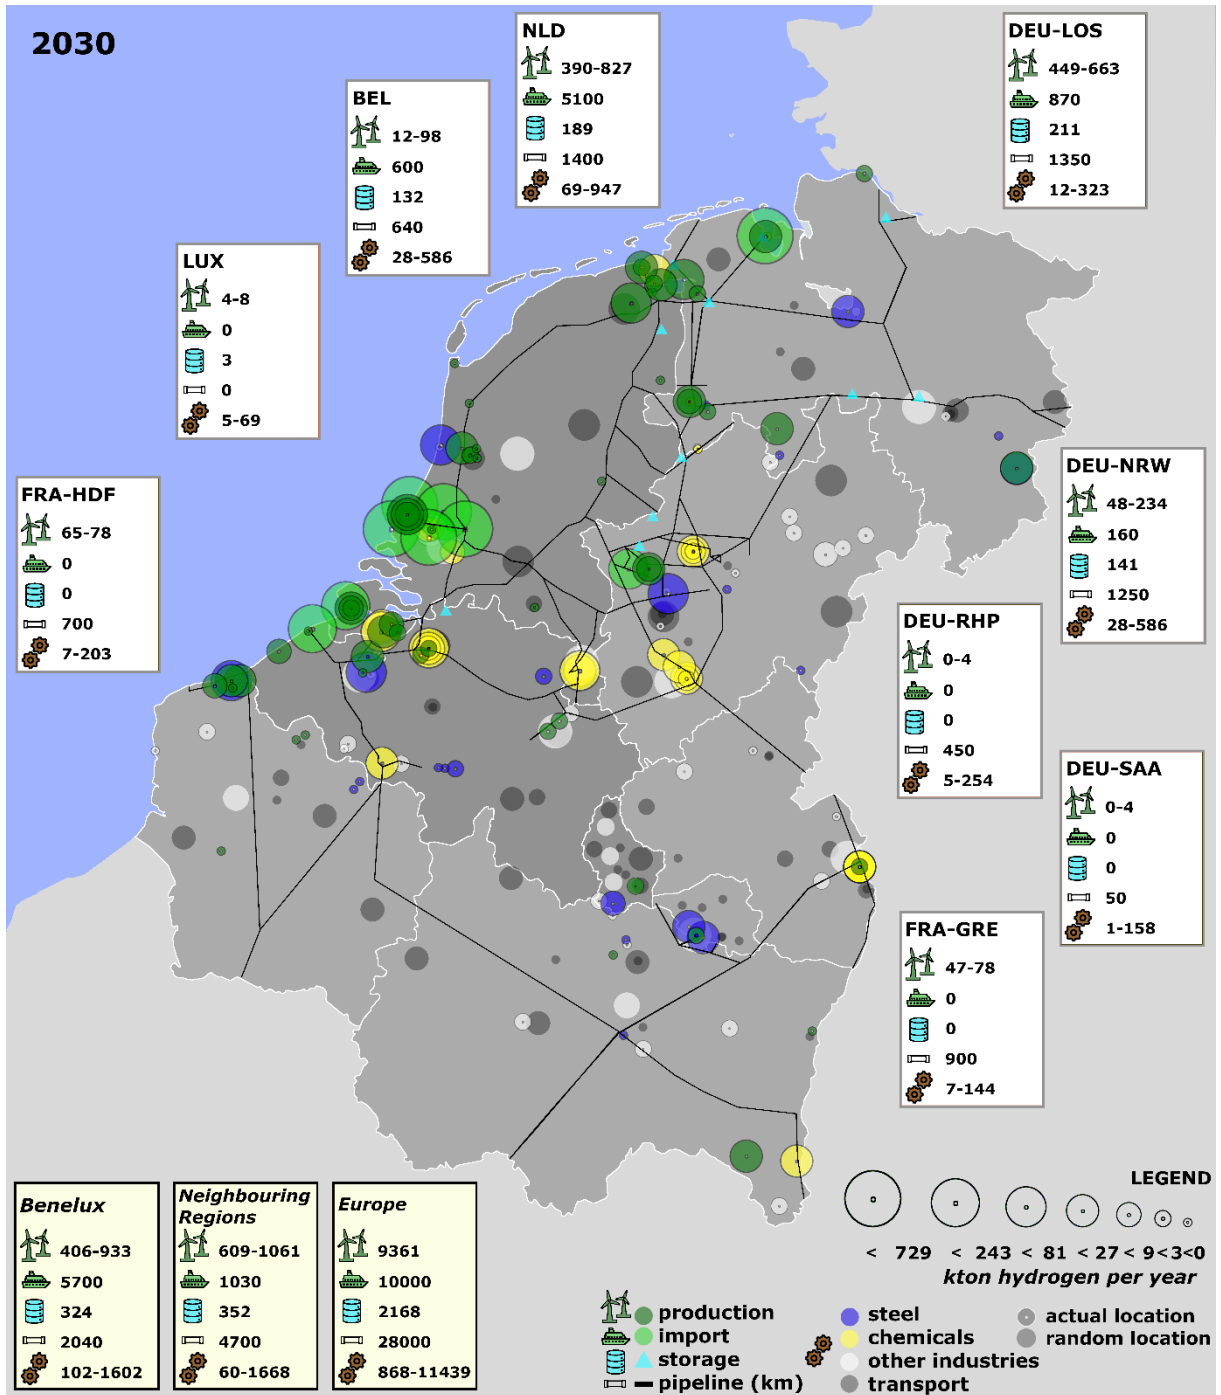 2030
NLD
390-827
5100
189
1400
69-947
DEU-LOS
449-663
870
211
1350
12-323
BEL
12-98
600
132
640
28-586
LUX
4-8
0
3
0
5-69
FRA-HDF
65-78
0
0
700
7-203
DEU-NRW
48-234
160
141
1250
28-586
DEU-RHP
0-4
0
0
450
5-254
DEU-SAA
0-4
0
0
50
1-158
FRA-GRE
47-78
0
0
900
7-144
Benelux
406-933
5700
324
2040
102-1602
Neighbouring
Regions
609-1061
1030
352
4700
60-1668
Europe
9361
10000
2168
28000
868-11439
LEGEND
< 729 < 243 < 81 < 27 < 9 <3 <0
kton hydrogen per year
production
import
storage
pipeline (km)
steel
chemicals
other industries
transport
actual location
random location